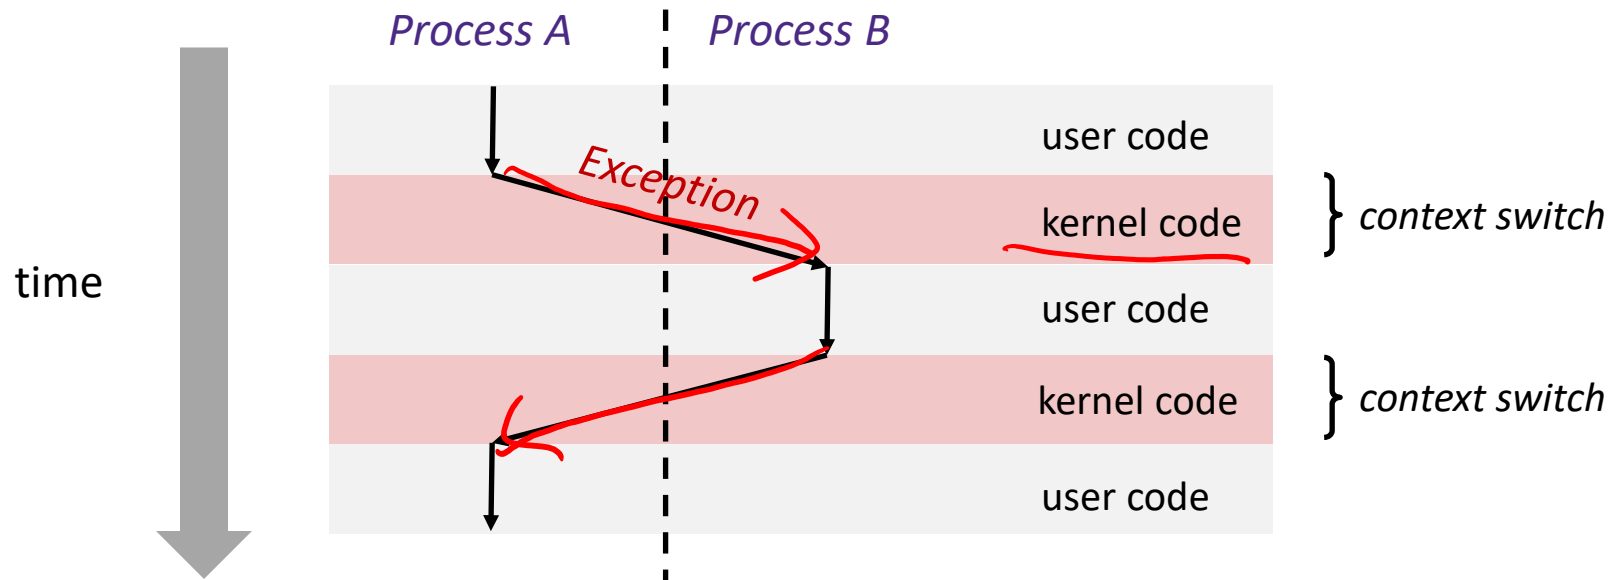 Process A
Process B
user code
Exception
kernel code
context switch
time
user code
kernel code
context switch
user code